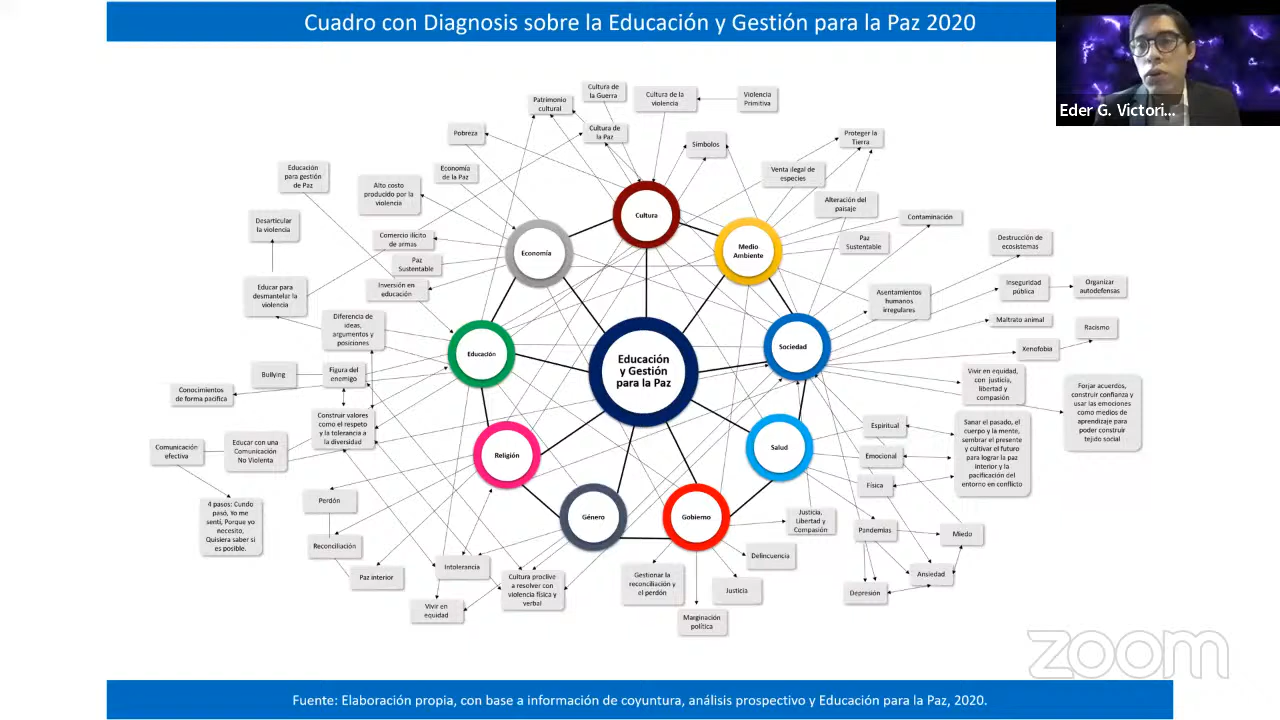 Cuadro con Diagnosis sobre la Educación y Gestión para la Paz 2020
Eder G. Victori...
Cultura de
la Guerra
Cultura de la
violencia
Violencia
Primitiva
Patrimonio
cultural
Pobreza
Cultura de
la Paz
Símbolos
Proteger la
Tierra
Educación
para gestión
de Paz
Economía
de la Paz
Venta ilegal de
especies
Alto costo
producido por la
violencia
Alteración del
paisaje
Contaminación
Desarticular
la violencia
Cultura
Comercio ilícito
de armas
Economía
Medio
Ambiente
Paz
Sustentable
Destrucción de
ecosistemas
Paz
Sustentable
Inversión en
educación
Educar para
desmantelar la
violencia
Asentamientos
humanos
irregulares
Inseguridad
pública
Organizar
autodefensas
Diferencia de
ideas,
argumentos y
posiciones
Maltrato animal
Racismo
Educación
Sociedad
Xenofobia
Educación
y Gestión
para la Paz
Bullying
Figura del
enemigo
Vivir en equidad,
con justicia,
libertad y
compasión
Conocimientos
de forma pacífica
Forjar acuerdos,
construir confianza y
usar las emociones
como medios de
aprendizaje para
poder construir
tejido social
Construir valores
como el respeto
y la tolerancia a
la diversidad
Espiritual
Sanar el pasado, el
cuerpo y la mente,
sembrar el presente
y cultivar el futuro
para lograr la paz
interior y la
pacificación del
entorno en conflicto
Comunicación
efectiva
Educar con una
Comunicación
No Violenta
Religión
Salud
Emocional
Física
Perdón
4 pasos: Cundo
pasó, Yo me
sentí, Porque yo
necesito,
Quisiera saber si
es posible.
Género
Gobierno
Justicia,
Libertad y
Compasión
Pandemias
Miedo
Reconciliación
Delincuencia
Intolerancia
Paz interior
Ansiedad
Cultura proclive
a resolver con
violencia física y
verbal
Gestionar la
reconciliación y
el perdón
Justicia
Depresión
Vivir en
equidad
Marginación
política
zoom
Fuente: Elaboración propia, con base a información de coyuntura, análisis prospectivo y Educación para la Paz, 2020.